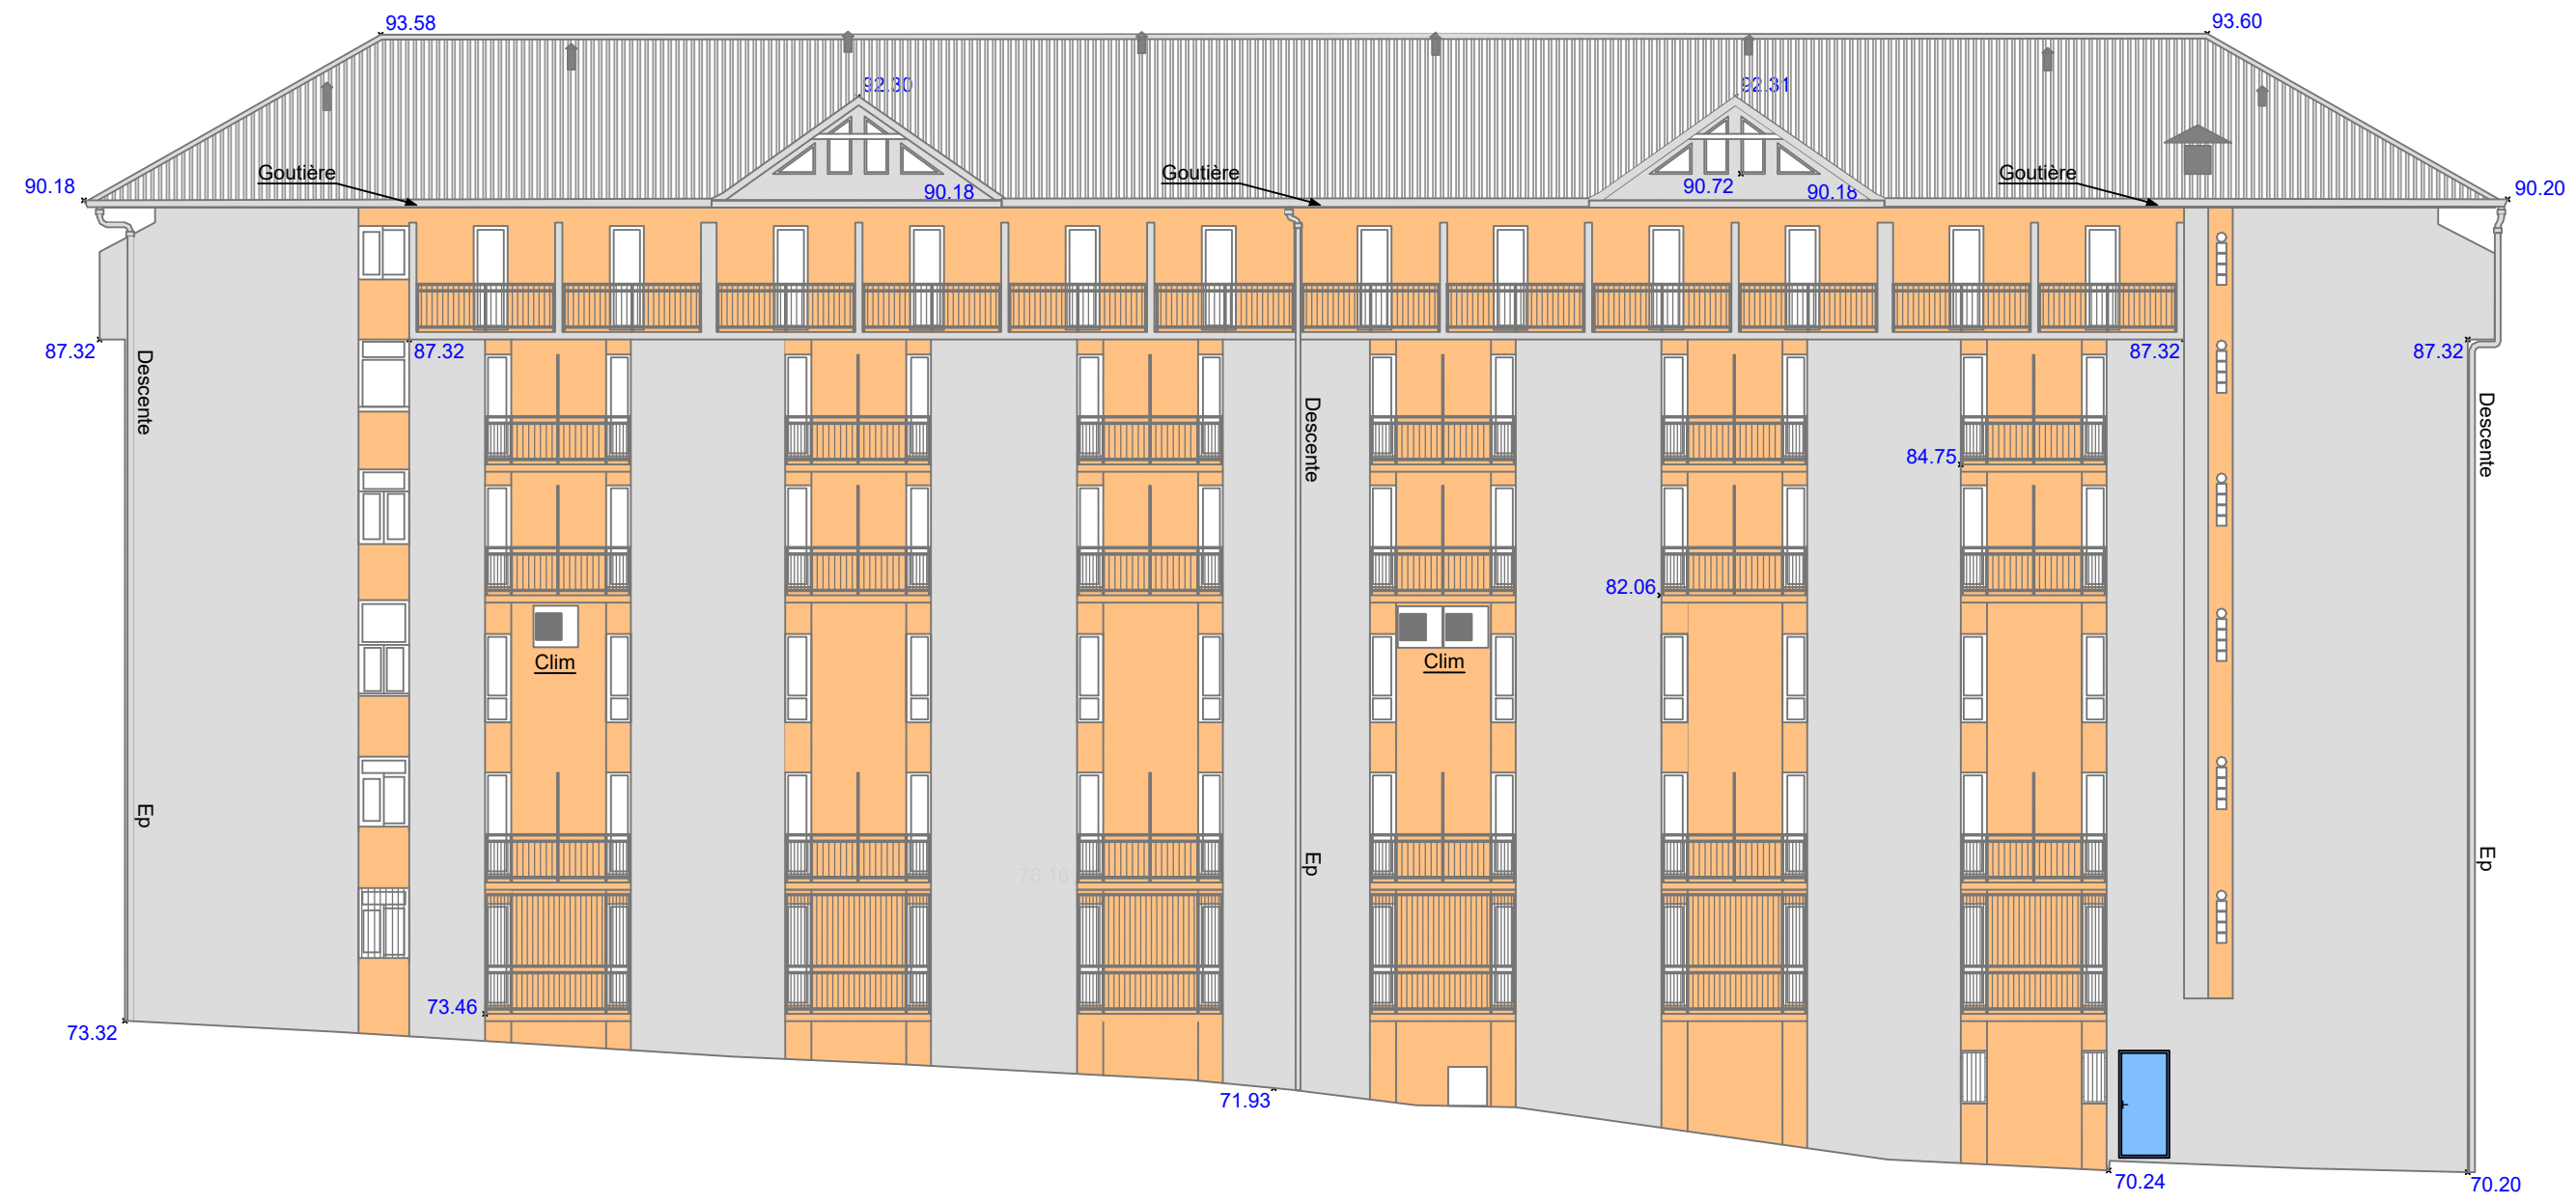 93.58
93.60
92.30
92.31
Goutière
Goutière
Goutière
90.18
90.18
90.72
90.18
90.20
87.32
87.32
87.32
87.32
Descente
Descente
Descente
84.75
82.06
Clim
Clim
Ep
Ep
Ep
76.16
73.46
73.32
71.93
70.24
70.20